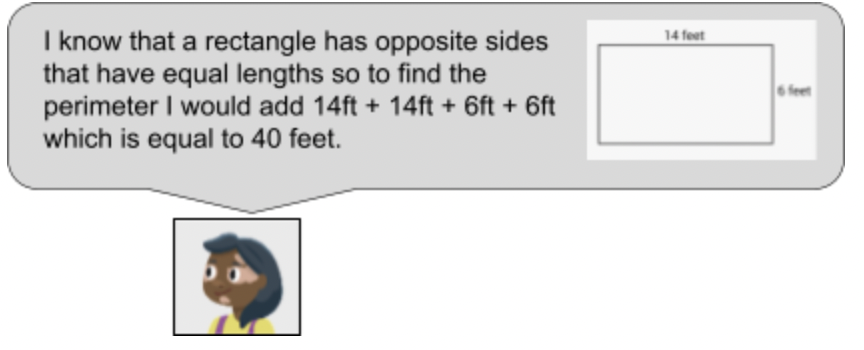 I know that a rectangle has opposite sides
that have equal lengths so to find the
perimeter I would add 14ft + 14ft + 6ft + 6ft
which is equal to 40 feet.
14 feet
6 feet